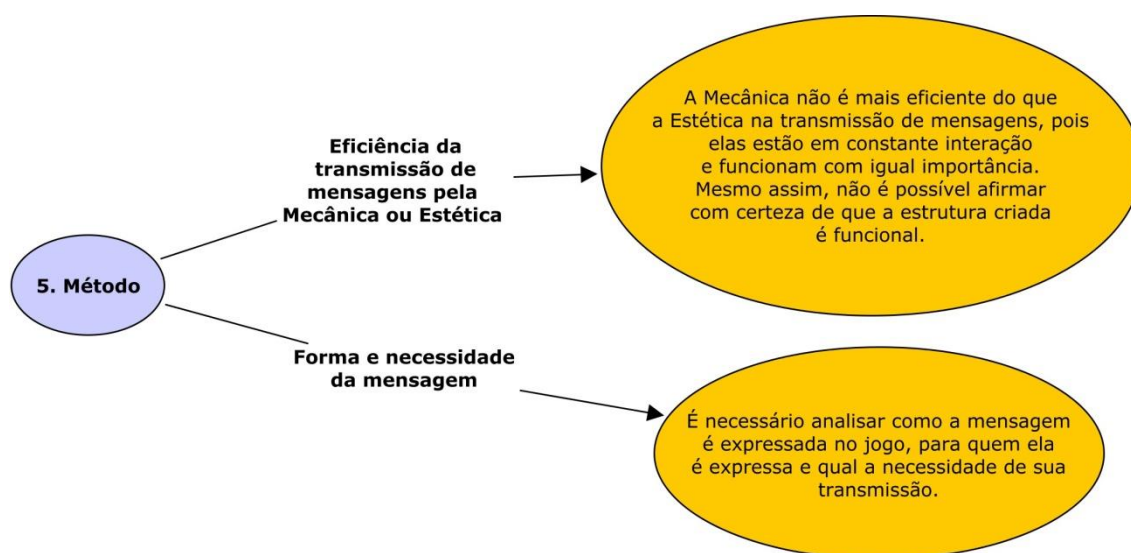 5. Método
Eficiência da
transmissão de
mensagens pela
Mecânica ou Estética
A Mecânica não é mais eficiente do que
a Estética na transmissão de mensagens, pois
elas estão em constante interação
e funcionam com igual importância.
Mesmo assim, não é possível afirmar
com certeza de que a estrutura criada
é funcional.
Forma e necessidade
da mensagem
É necessário analisar como a mensagem
é expressada no jogo, para quem ela
é expressa e qual a necessidade de sua
transmissão.